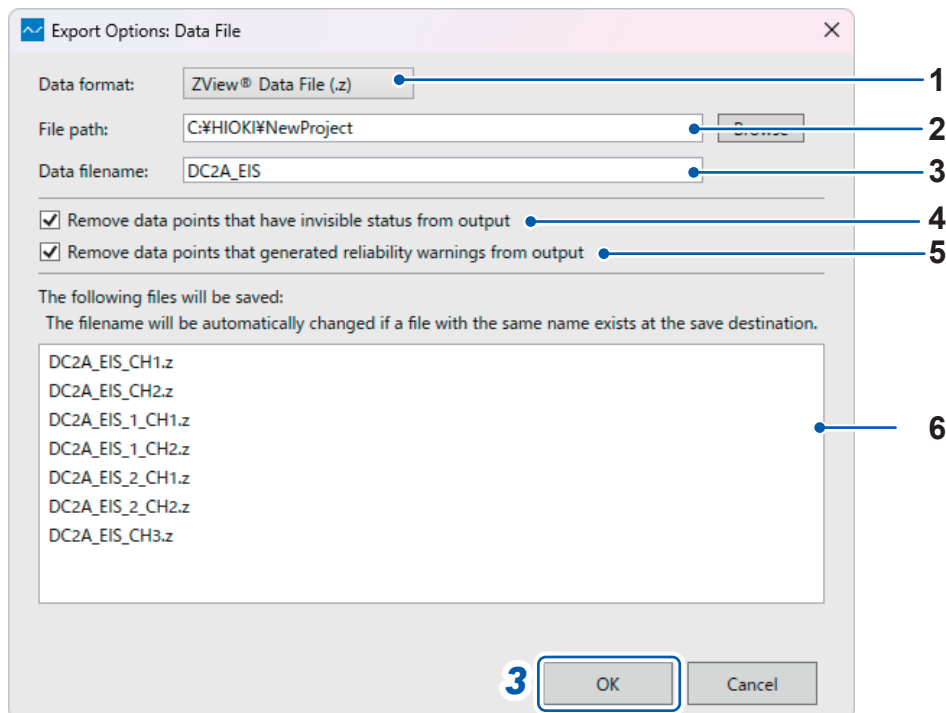 Export Options: Data File
Data format: ZView® Data File (.z) 1
File path: C:¥HIOKI¥NewProject Browse 2
Data filename: DC2A_EIS 3
Remove data points that have invisible status from output 4
Remove data points that generated reliability warnings from output 5
The following files will be saved:
The filename will be automatically changed if a file with the same name exists at the save destination.
DC2A_EIS_CH1.z
DC2A_EIS_CH2.z
DC2A_EIS_1_CH1.z
DC2A_EIS_1_CH2.z
6
DC2A_EIS_2_CH1.z
DC2A_EIS_2_CH2.z
DC2A_EIS_CH3.z
3 OK Cancel